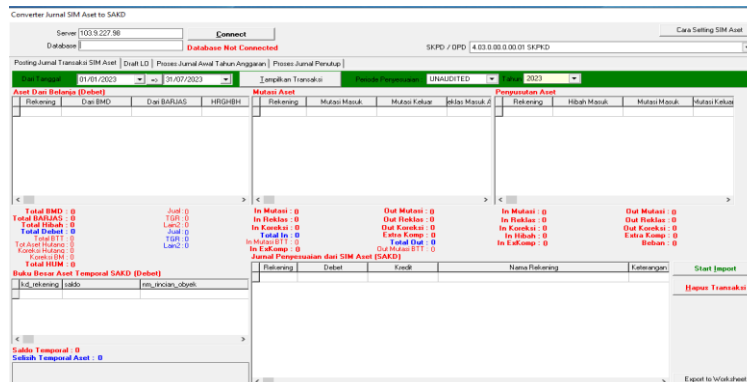 Converter Jurnal SIM Aset to SAKD
Server 103.9.227.98 Connect Cara Setting SIM Aset
Database Database Not Connected SKPD / OPD 4.03.0.00.0.00.01 SKPKD
Posting Jurnal Transaksi SIM Aset Draft LO Proses Jurnal Awal Tahun Anggaran Proses Jurnal Penutup
Dari Tanggal 01/01/2023 => 31/07/2023 Tampilkan Transaksi Periode Penyesuaian UNAUDITED Tahun 2023
Aset Dari Belanja (Debet) Mutasi Aset Penyusutan Aset
Rekening Dari BMD Dari BARJAS HRGHBH Rekening Mutasi Masuk Mutasi Keluar eklas Masuk A Rekening Hibah Masuk Mutasi Masuk Mutasi Keluar
Total BMD : 0 Jual : 0 In Mutasi : 0 Out Mutasi : 0 In Mutasi : 0 Out Mutasi : 0
Total BARJAS : 0 TGR : 0 In Reklas : 0 Out Reklas : 0 In Reklas : 0 Out Reklas : 0
Total Hibah : 0 Lain2 : 0 In Koreksi : 0 Out Koreksi : 0 In Koreksi : 0 Out Koreksi : 0
Total Debet : 0 Jual : 0 Total In : 0 Extra Komp : 0 In Hibah : 0 Extra Komp : 0
Total BTT : 0 TGR : 0 In Mutasi BTT : 0 Total Out : 0 In ExKomp : 0 Beban : 0
Tot Aset Hutang : 0 Lain2 : 0 In ExKomp : 0 Out Mutasi BTT : 0
Koreksi Hutang : 0
Koreksi BM : 0
Total HUM : 0
Jurnal Penyesuaian dari SIM Aset (SAKD)
Rekening Debet Kredit Nama Rekening Keterangan Start Import
Hapus Transaksi
Buku Besar Aset Temporal SAKD (Debet)
kd_rekening saldo nm_rincian_obyek
Saldo Temporal : 0
Selisih Temporal Aset : 0
Export to Worksheet